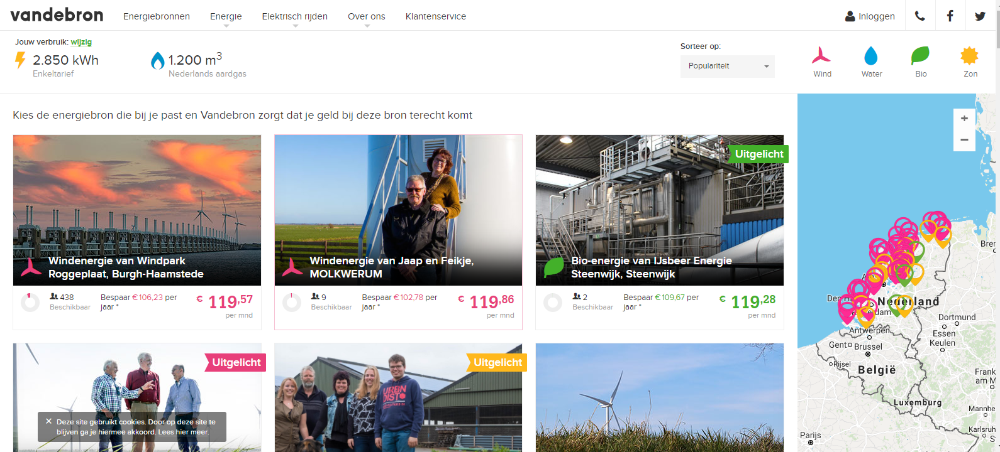 vandebron
Energiebronnen
Energie
Elektrisch rijden
Over ons
Klantenservice
Inloggen
Jouw verbruik: wijzig
2.850 kWh
Enkeltarief
1.200 m3
Nederlands aardgas
Sorteer op:
Populariteit
Wind
Water
Bio
Zon
Kies de energiebron die bij je past en Vandebron zorgt dat je geld bij deze bron terecht komt
Windenergie van Windpark
Roggeplaat, Burgh-Haamstede
438
Beschikbaar
Bespaar €106,23 per
jaar *
€ 119,57
per mnd
Windenergie van Jaap en Feikje,
MOLKWERUM
9
Beschikbaar
Bespaar €102,78 per
jaar *
€ 119,86
per mnd
Uitgelicht
Bio-energie van IJsbeer Energie
Steenwijk, Steenwijk
2
Beschikbaar
Bespaar €109,67 per
jaar *
€ 119,28
per mnd
Uitgelicht
Uitgelicht
URBN
DIST
Deze site gebruikt cookies. Door op deze site te
blijven ga je hiermee akkoord. Lees hier meer.
+
−
Brer
Nederland
Dortmund
Antwerpen
Essen
Gent
Brussel
Keulen
Rijsel
België
Frank
am M
Luxemburg
Mannhe
Karlsruh
Parijs
S